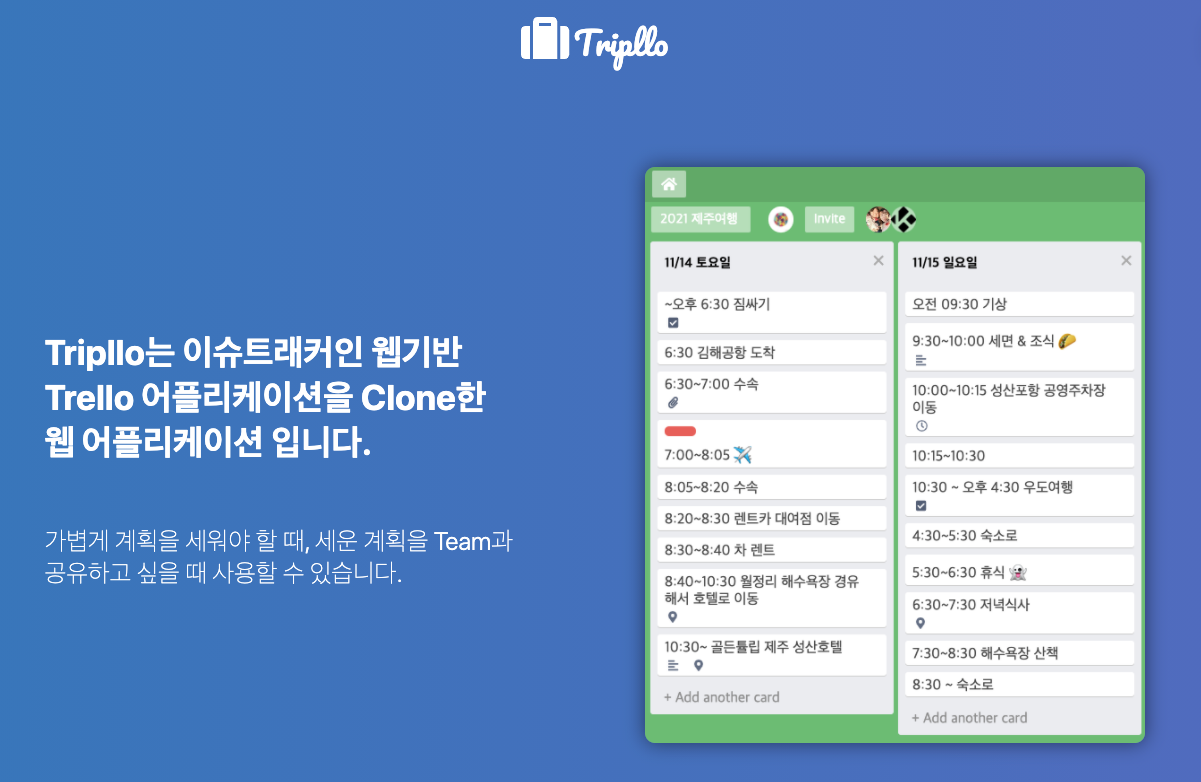 Tripllo
Tripllo는 이슈트래커인 웹기반
Trello 어플리케이션을 Clone한
웹 어플리케이션 입니다.
가볍게 계획을 세워야 할 때, 세운 계획을 Team과
공유하고 싶을 때 사용할 수 있습니다.
2021 제주여행
Invite
11/14 토요일
~오후 6:30 짐싸기
6:30 김해공항 도착
6:30~7:00 수속
7:00~8:05 ✈️
8:05~8:20 수속
8:20~8:30 렌트카 대여점 이동
8:30~8:40 차 렌트
8:40~10:30 월정리 해수욕장 경유
해서 호텔로 이동
10:30~ 골든튤립 제주 성산호텔
+ Add another card
11/15 일요일
오전 09:30 기상
9:30~10:00 세면 & 조식 🌮
10:00~10:15 성산포항 공영주차장
이동
10:15~10:30
10:30 ~ 오후 4:30 우도여행
4:30~5:30 숙소로
5:30~6:30 휴식 👻
6:30~7:30 저녁식사
7:30~8:30 해수욕장 산책
8:30 ~ 숙소로
+ Add another card